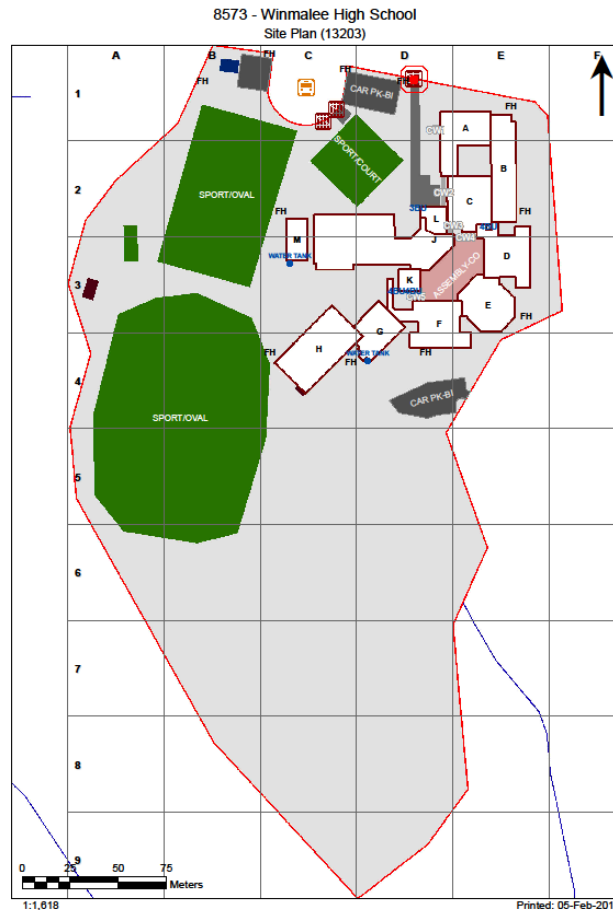 8573 - Winmalee High School
Site Plan (13203)
A B C D E F
FH FH
FH FH
1
CAR PK-BI
FH
CW1 A
B
SPORT/COURT
2
SPORT/OVAL
CW2
C
FH
L
FH
CW3
M
J
CW4
WATER TANK
D
3
K
ASSEMBLY-CO
CW5
E
G
F
FH
H
FH
FH
WATER TANK
FH
4
CAR PK-BI
SPORT/OVAL
5
6
7
8
9
0 25 50 75
Meters
1:1,618
Printed: 05-Feb-201